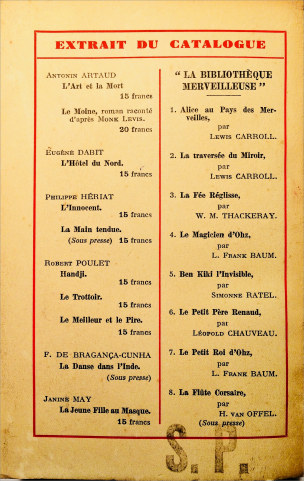 EXTRAIT DU CATALOGUE
ANTONIN ARTAUD
L'Art et la Mort
15 francs
Le Moine, roman raconté
d'après MONK LEVIS.
20 francs
EUGÈNE DABIT
L'Hôtel du Nord.
15 francs
PHILIPPE HÉRIAT
L'Innocent.
15 francs
La Main tendue.
(Sous presse) 15 francs
ROBERT POULET
Handji.
15 francs
Le Trottoir.
15 francs
Le Meilleur et le Pire.
15 francs
F. DE BRAGANÇA-CUNHA
La Danse dans l'Inde.
(Sous presse)
JANINE MAY
La Jeune Fille au Masque.
15 francs
" LA BIBLIOTHÈQUE
MERVEILLEUSE "
1. Alice au Pays des Mer-
veilles,
par
LEWIS CARROLL.
2. La traversée du Miroir,
par
LEWIS CARROLL.
3. La Fée Réglisse,
par
W. M. THACKERAY.
4. Le Magicien d'Ohz,
par
L. FRANK BAUM.
5. Ben Kiki l'Invisible,
par
SIMONNE RATEL.
6. Le Petit Père Renaud,
par
LÉOPOLD CHAUVEAU.
7. Le Petit Roi d'Ohz,
par
L. FRANK BAUM.
8. La Flûte Corsaire,
par
H. VAN OFFEL.
(Sous presse)
S.P.